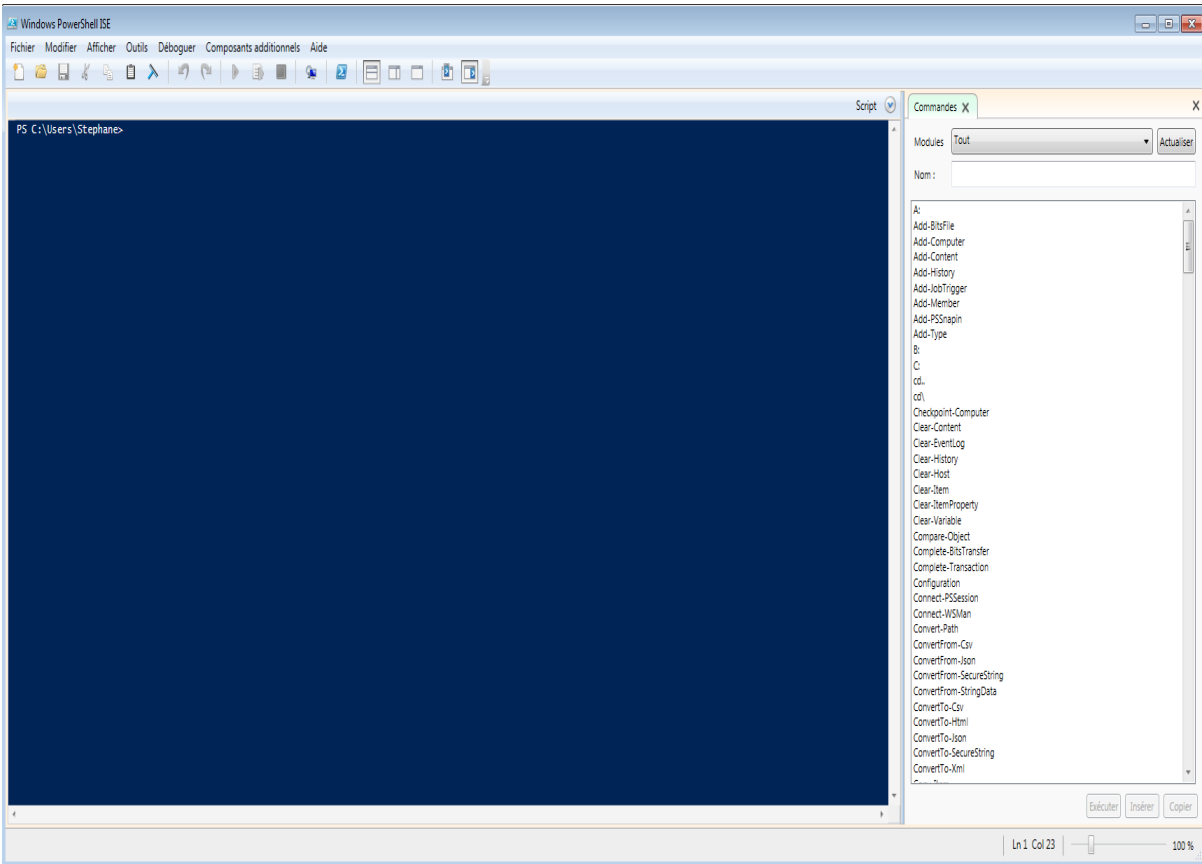 Windows PowerShell ISE
Fichier Modifier Afficher Outils Déboguer Composants additionnels Aide
Script
PS C:\Users\Stephane>
Commandes X
Modules Tout Actualiser
Nom :
A:
Add-BitsFile
Add-Computer
Add-Content
Add-History
Add-JobTrigger
Add-Member
Add-PSSnapin
Add-Type
B:
C:
cd..
cd\
Checkpoint-Computer
Clear-Content
Clear-EventLog
Clear-History
Clear-Host
Clear-Item
Clear-ItemProperty
Clear-Variable
Compare-Object
Complete-BitsTransfer
Complete-Transaction
Configuration
Connect-PSSession
Connect-WSMan
Convert-Path
ConvertFrom-Csv
ConvertFrom-Json
ConvertFrom-SecureString
ConvertFrom-StringData
ConvertTo-Csv
ConvertTo-Html
ConvertTo-Json
ConvertTo-SecureString
ConvertTo-Xml
Exécuter Insérer Copier
Ln 1 Col 23 100 %